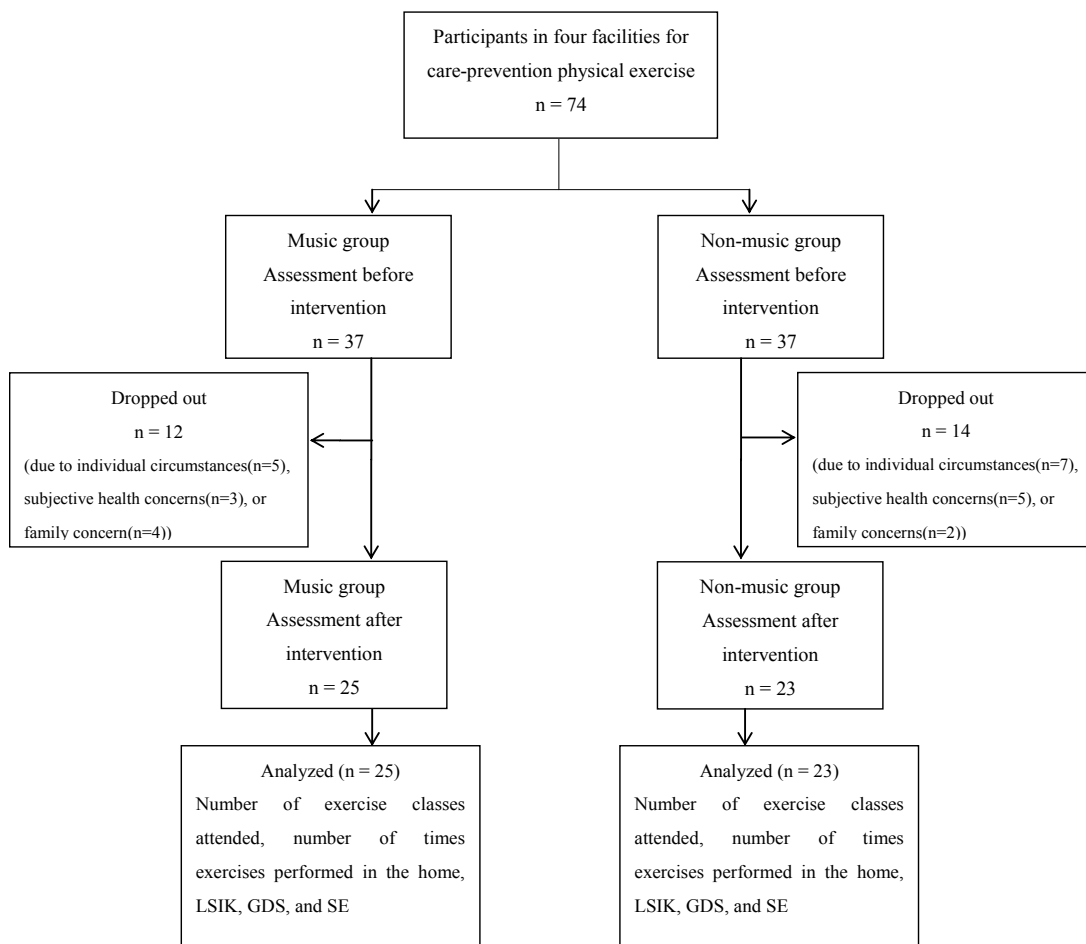 Participants in four facilities for
care-prevention physical exercise
n = 74
Music group
Assessment before
intervention
n = 37
Non-music group
Assessment before
intervention
n = 37
Dropped out
n = 12
(due to individual circumstances(n=5),
subjective health concerns(n=3), or
family concern(n=4))
Dropped out
n = 14
(due to individual circumstances(n=7),
subjective health concerns(n=5), or
family concerns(n=2))
Music group
Assessment after
intervention
n = 25
Non-music group
Assessment after
intervention
n = 23
Analyzed (n = 25)
Number of exercise classes
attended, number of times
exercises performed in the home,
LSIK, GDS, and SE
Analyzed (n = 23)
Number of exercise classes
attended, number of times
exercises performed in the home,
LSIK, GDS, and SE